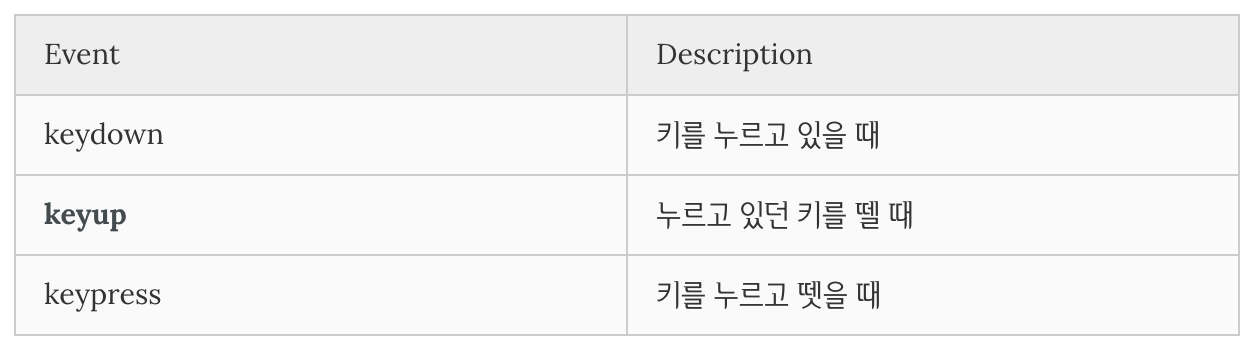 Event Description
keydown 키를 누르고 있을 때
keyup 누르고 있던 키를 뗄 때
keypress 키를 누르고 뗏을 때